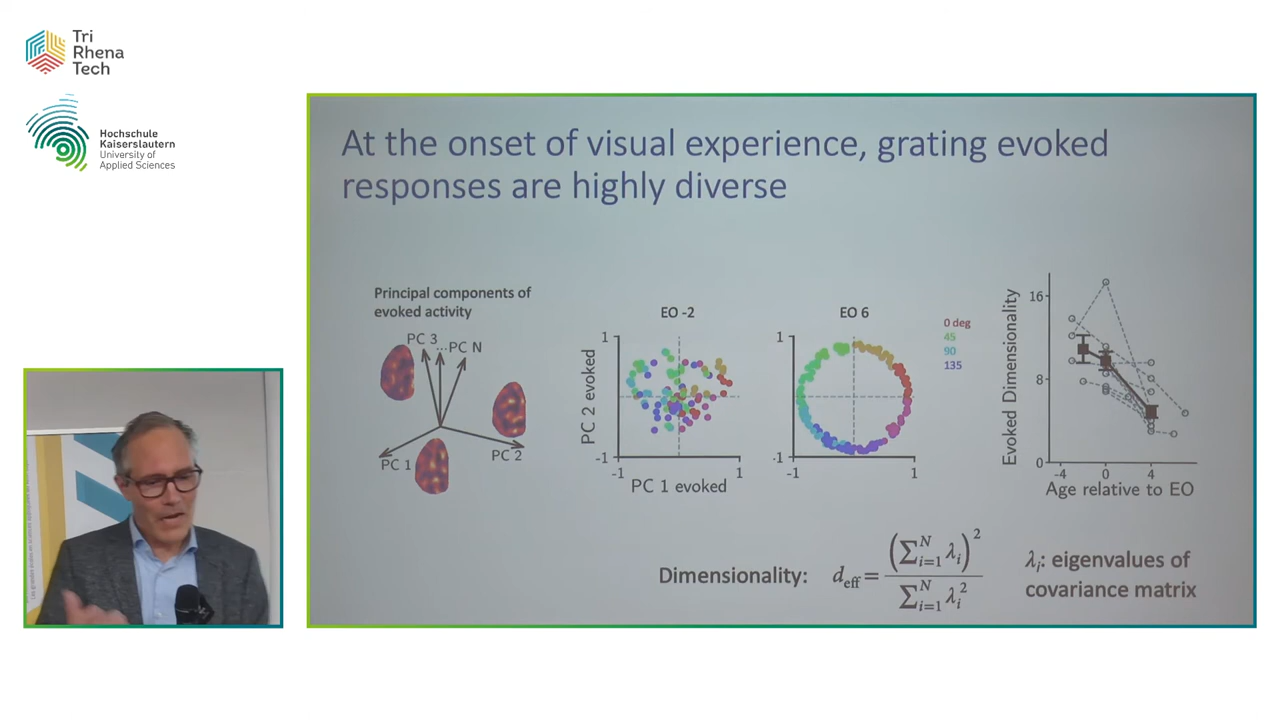 Tri
Rhena
Tech
Hochschule
Kaiserslautern
University of
Applied Sciences
At the onset of visual experience, grating evoked
responses are highly diverse
Principal components of
evoked activity
PC 3
...PC N
PC 1
PC 2
EO -2
1
PC 2 evoked
-1
-1
1
PC 1 evoked
EO 6
1
-1
-1
1
0 deg
45
90
135
16
8
0
Evoked Dimensionality
-4
0
4
Age relative to EO
Dimensionality: d_eff = (∑_{i=1}^{N} λ_i)^2 / ∑_{i=1}^{N} λ_i^2
λ_i: eigenvalues of
covariance matrix